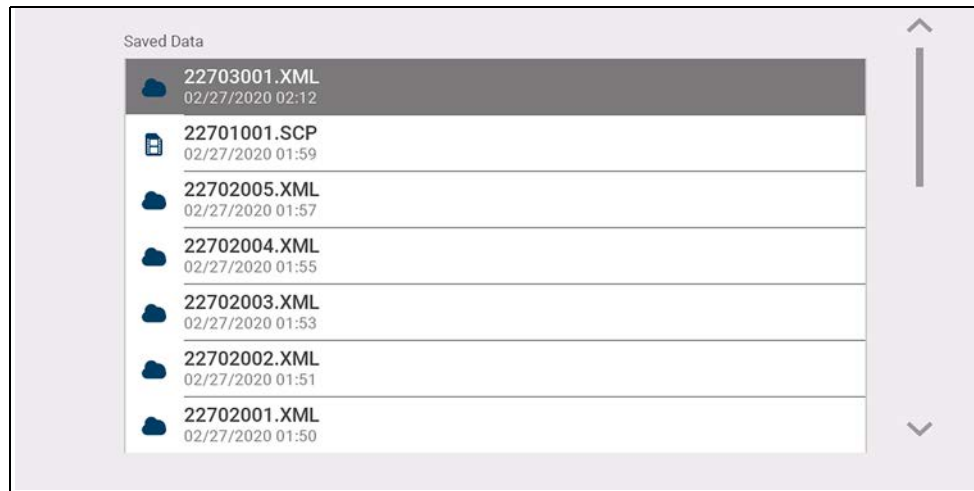 Saved Data
22703001.XML
02/27/2020 02:12
22701001.SCP
02/27/2020 01:59
22702005.XML
02/27/2020 01:57
22702004.XML
02/27/2020 01:55
22702003.XML
02/27/2020 01:53
22702002.XML
02/27/2020 01:51
22702001.XML
02/27/2020 01:50